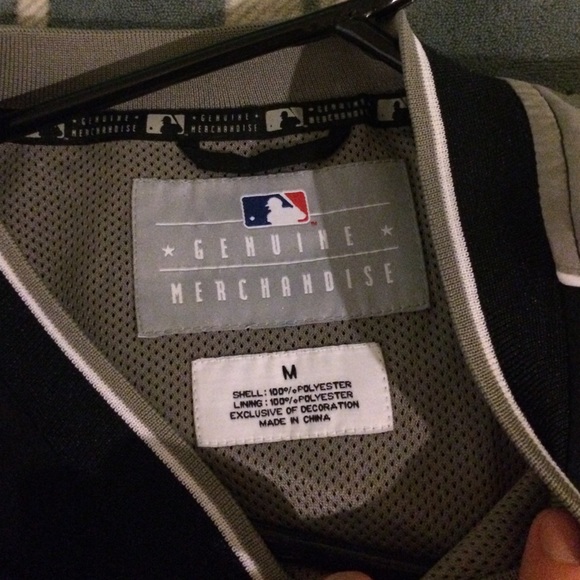 GENUINE
MERCHANDISE
GENUINE
MERCHANDISE
GENUINE
MERCHANDISE
M
SHELL: 100% POLYESTER
LINING: 100% POLYESTER
EXCLUSIVE OF DECORATION
MADE IN CHINA